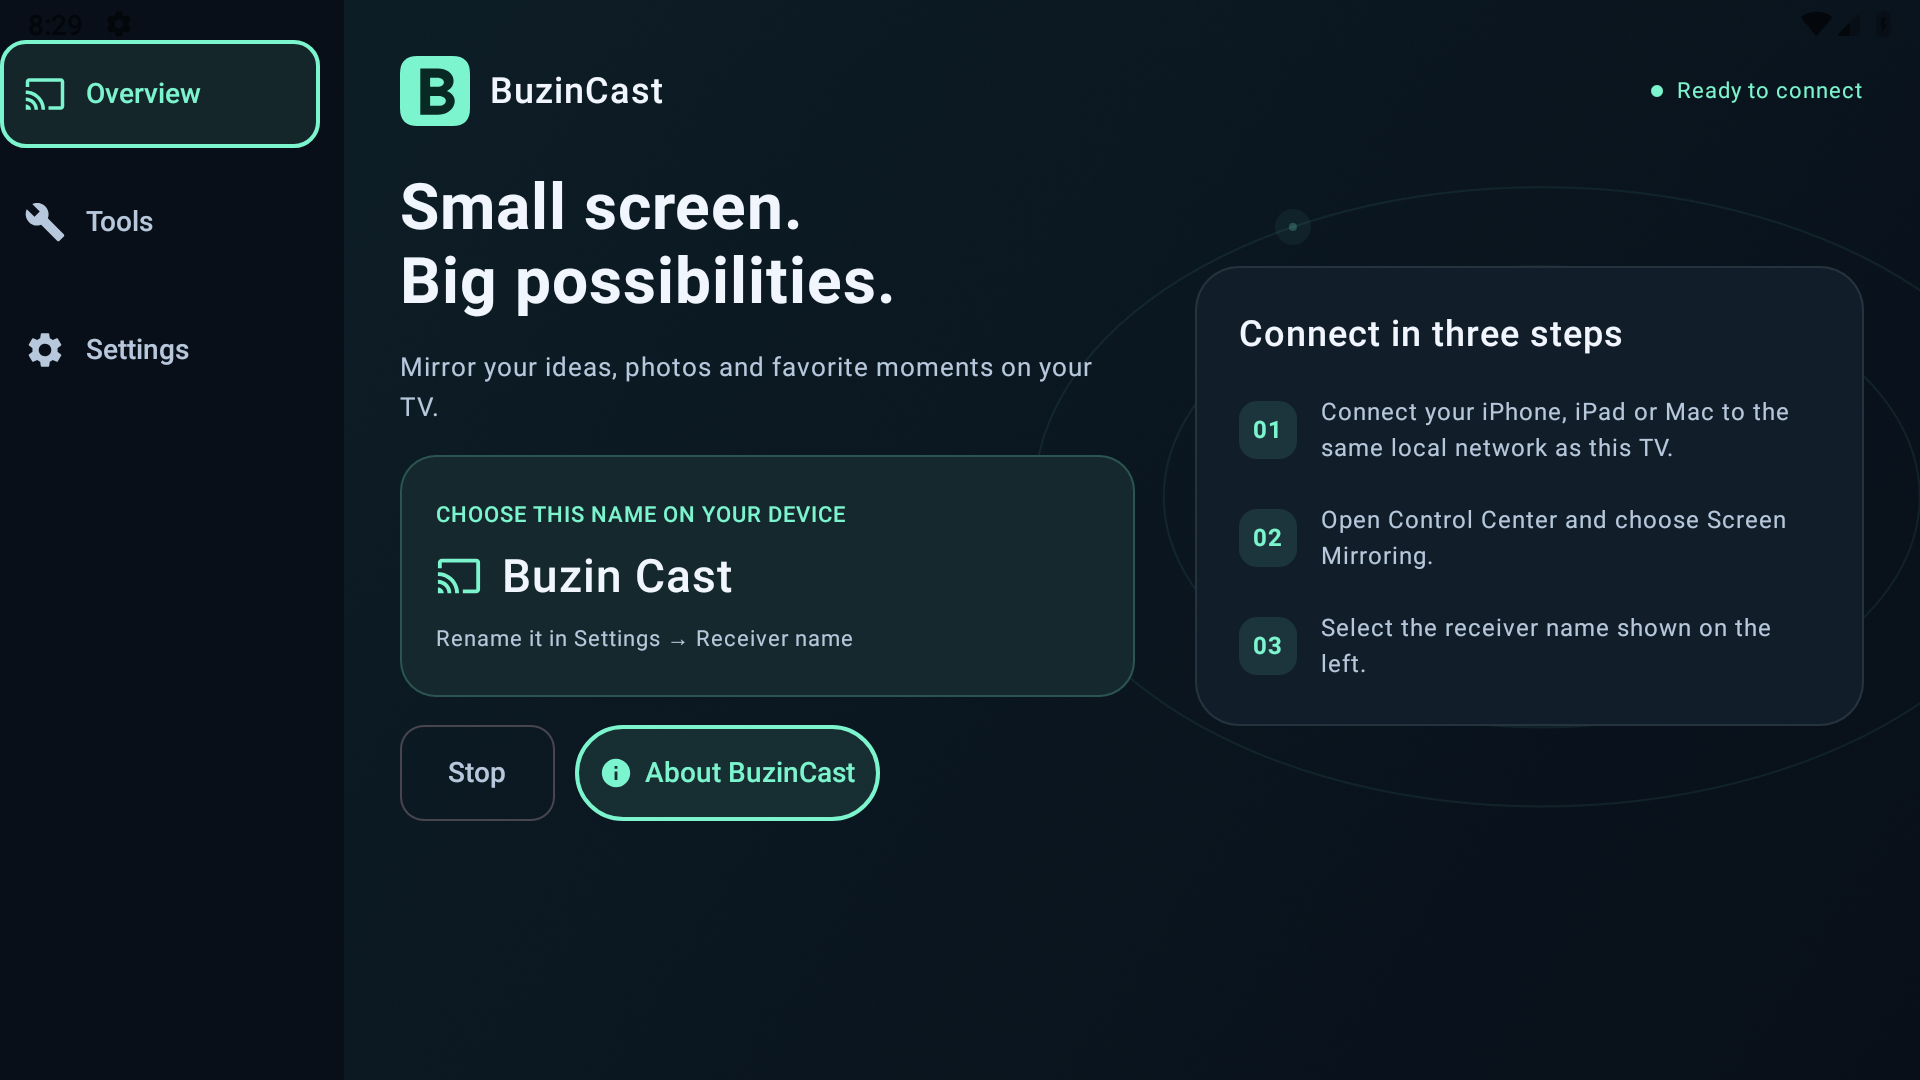 8:29
Overview
Tools
Settings
B BuzinCast
Ready to connect
Small screen.
Big possibilities.
Mirror your ideas, photos and favorite moments on your
TV.
CHOOSE THIS NAME ON YOUR DEVICE
Buzin Cast
Rename it in Settings → Receiver name
Stop
About BuzinCast
Connect in three steps
01
Connect your iPhone, iPad or Mac to the
same local network as this TV.
02
Open Control Center and choose Screen
Mirroring.
03
Select the receiver name shown on the
left.